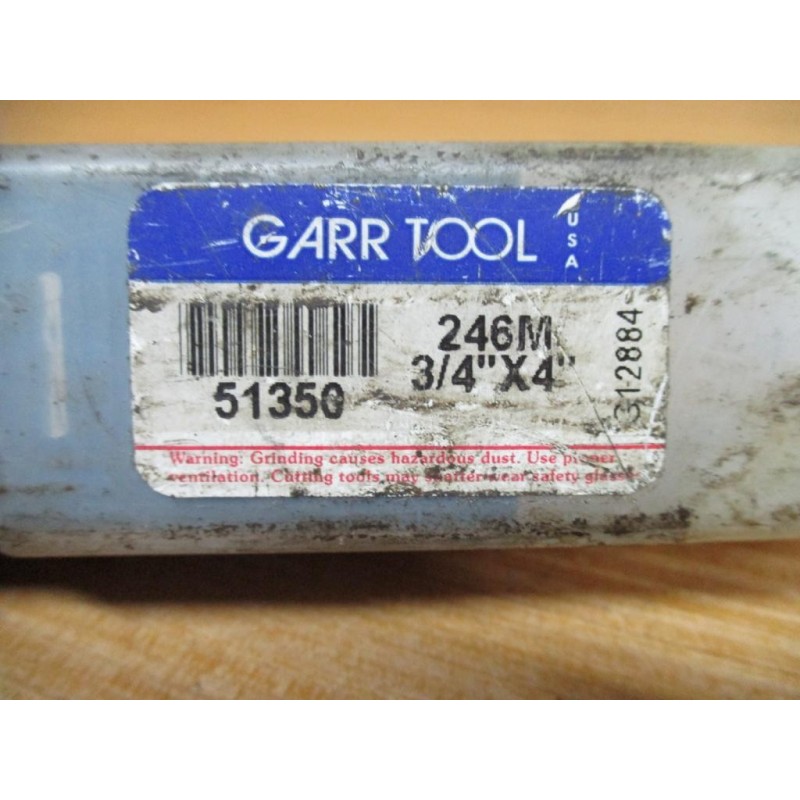 GARR TOOL
USA
246M
3/4"X4"
51350
312884
Warning: Grinding causes hazardous dust. Use proper
ventilation. Cutting tools may shatter wear safety glasses